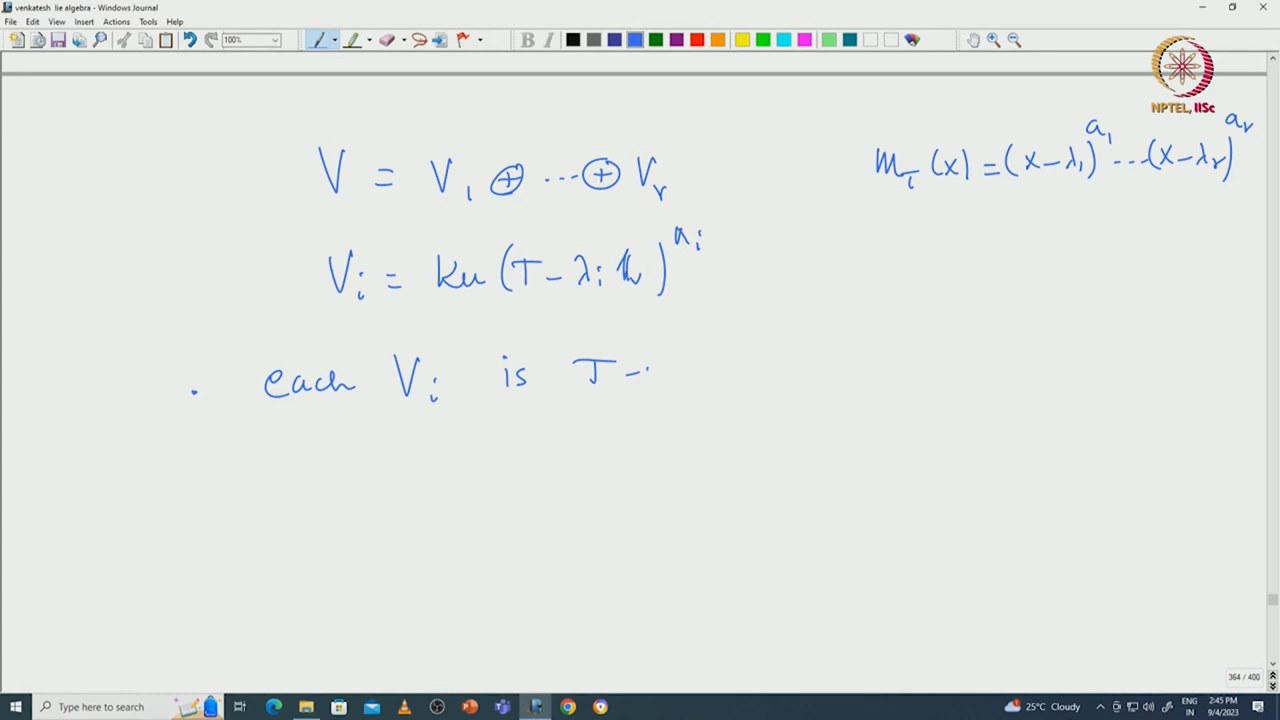 venkatesh lie algebra - Windows Journal
File Edit View Insert Actions Tools Help
100%
B I
NPTEL, IISc
m_T(x) = (x-λ₁)^{a₁} ... (x-λᵣ)^{aᵣ}
V = V₁ ⊕ ... ⊕ Vᵣ
Vᵢ = Ker (T - λᵢ 1)^{aᵢ}
. each Vᵢ is T -
364 / 400
Type here to search
25°C Cloudy
ENG
IN
2:45 PM
9/4/2023